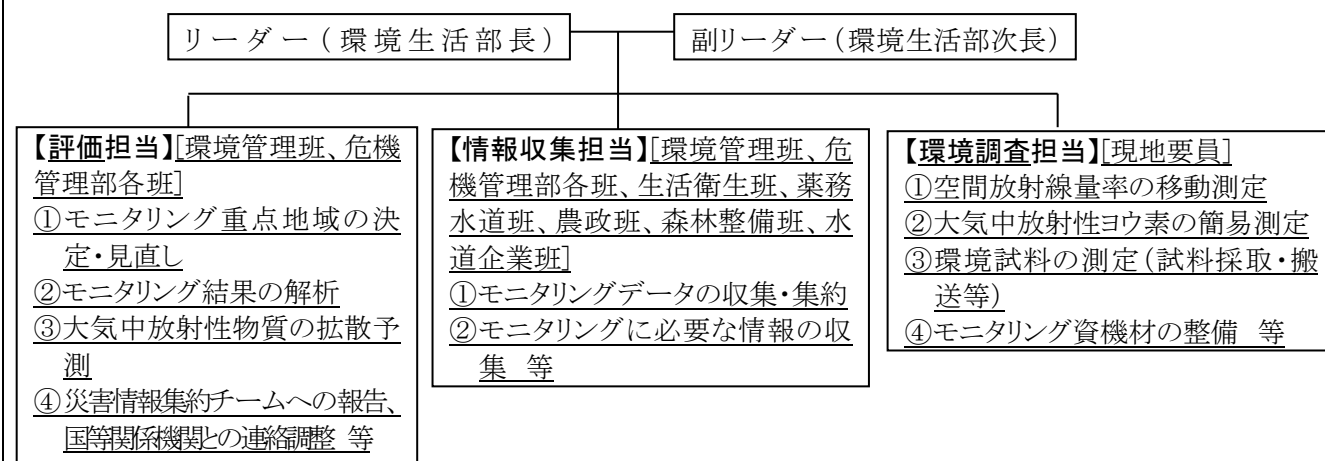 リーダー(環境生活部長)
副リーダー(環境生活部次長)
【評価担当】[環境管理班、危機
管理部各班]
①モニタリング重点地域の決
定・見直し
②モニタリング結果の解析
③大気中放射性物質の拡散予
測
④災害情報集約チームへの報告、
国等関係機関との連絡調整 等
【情報収集担当】[環境管理班、危
機管理部各班、生活衛生班、薬務
水道班、農政班、森林整備班、水
道企業班]
①モニタリングデータの収集・集約
②モニタリングに必要な情報の収
集 等
【環境調査担当】[現地要員]
①空間放射線量率の移動測定
②大気中放射性ヨウ素の簡易測定
③環境試料の測定(試料採取・搬
送等)
④モニタリング資機材の整備 等